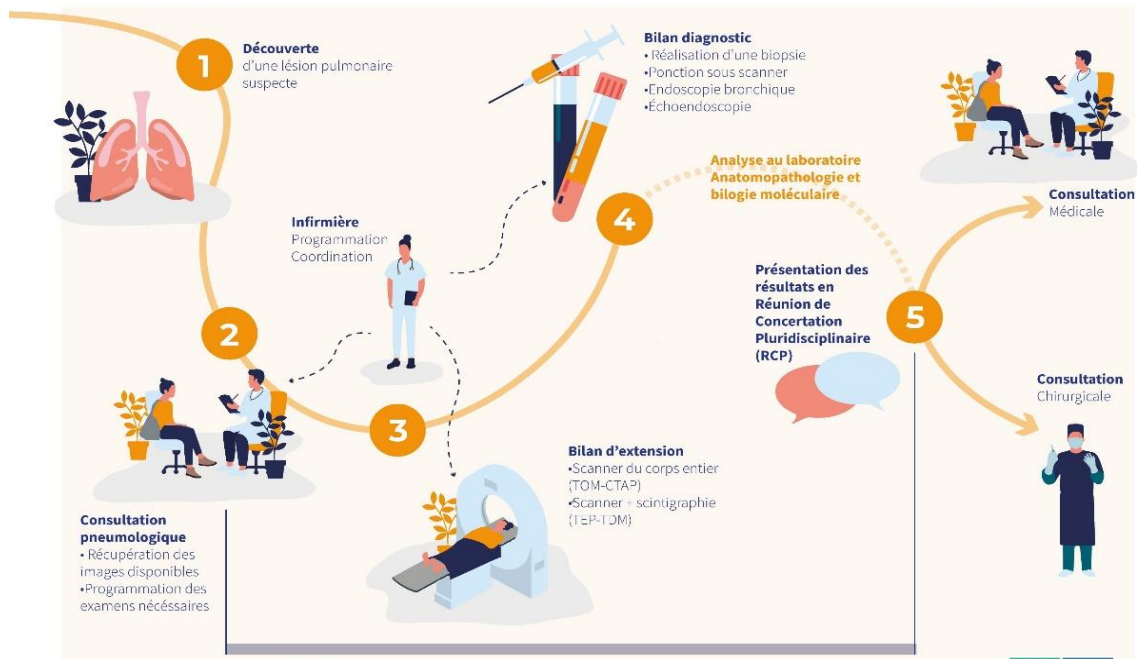 1
Découverte
d'une lésion pulmonaire
suspecte
Infirmière
Programmation
Coordination
2
Consultation
pneumologique
• Récupération des
images disponibles
•Programmation des
examens nécéssaires
3
Bilan d'extension
•Scanner du corps entier
(TOM-CTAP)
•Scanner + scintigraphie
(TEP-TDM)
Bilan diagnostic
• Réalisation d'une biopsie
•Ponction sous scanner
•Endoscopie bronchique
•Échoendoscopie
4
Analyse au laboratoire
Anatomopathologie et
bilogie moléculaire
Présentation des
résultats en
Réunion de
Concertation
Pluridisciplinaire
(RCP)
5
Consultation
Médicale
Consultation
Chirurgicale